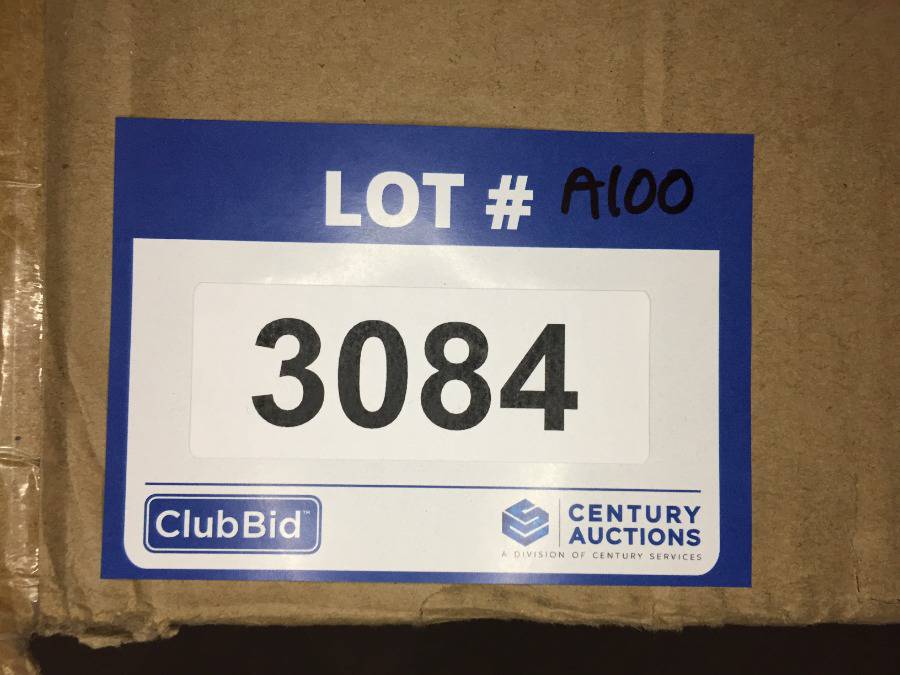 LOT # A100
3084
ClubBid™
CENTURY
AUCTIONS
A DIVISION OF CENTURY SERVICES